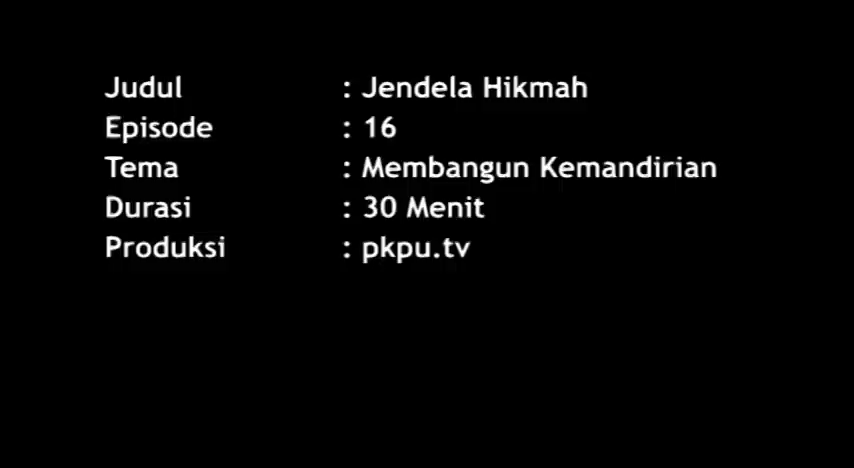 Judul : Jendela Hikmah
Episode : 16
Tema : Membangun Kemandirian
Durasi : 30 Menit
Produksi : pkpu.tv